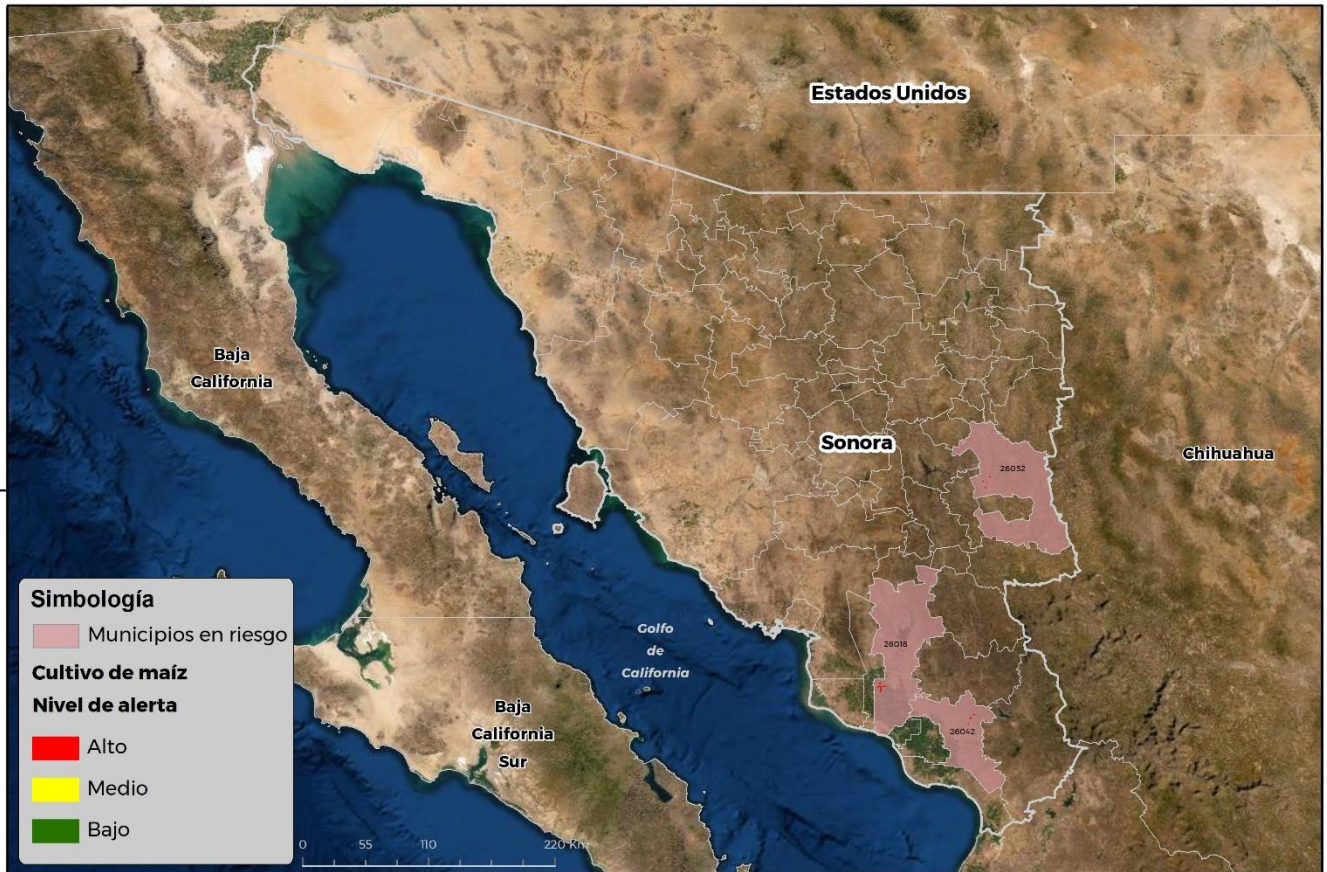 Estados Unidos
Baja
California
Sonora
Chihuahua
26052
26018
26042
Golfo
de
California
Baja
California
Sur
Simbología
Municipios en riesgo
Cultivo de maíz
Nivel de alerta
Alto
Medio
Bajo
0 55 110 220 Km